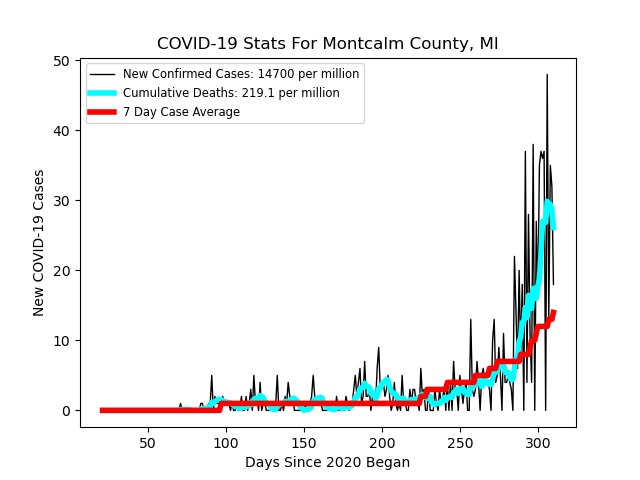 COVID-19 Stats For Montcalm County, MI
New Confirmed Cases: 14700 per million
Cumulative Deaths: 219.1 per million
7 Day Case Average
New COVID-19 Cases
50
40
30
20
10
0
50 100 150 200 250 300
Days Since 2020 Began